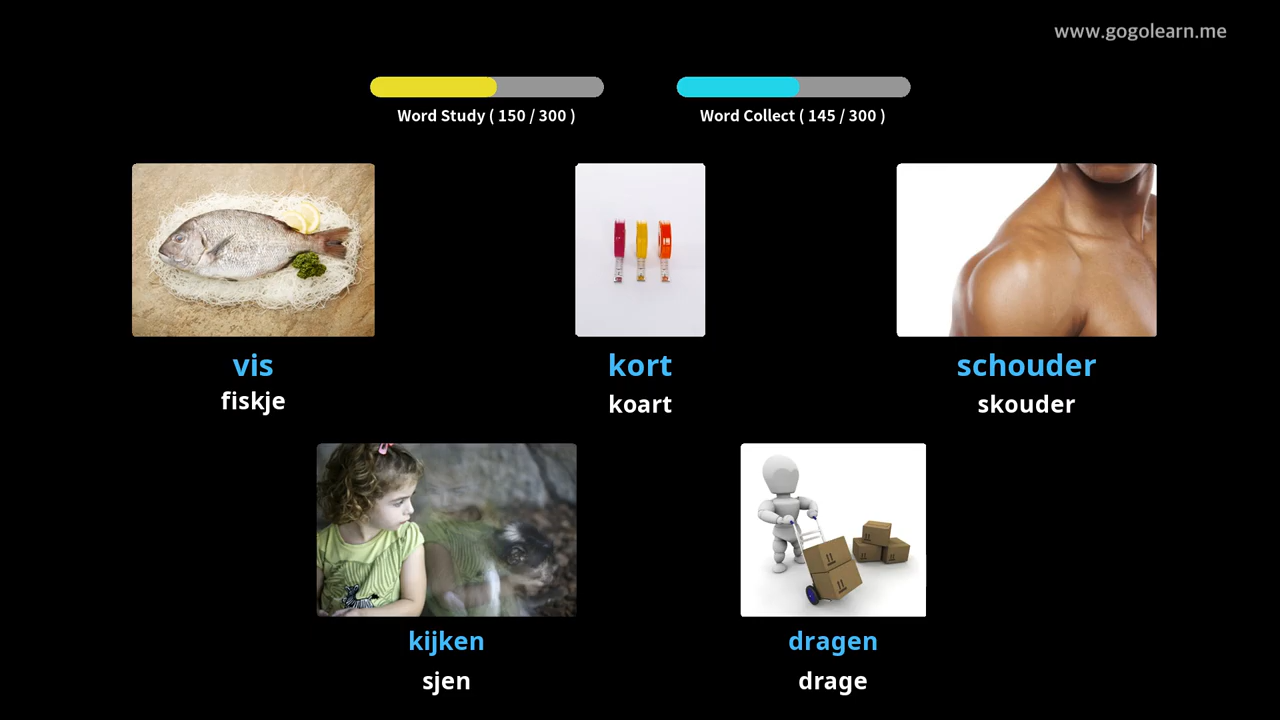 www.gogolearn.me
Word Study ( 150 / 300 )
Word Collect ( 145 / 300 )
vis
fiskje
kort
koart
schouder
skouder
kijken
sjen
dragen
drage